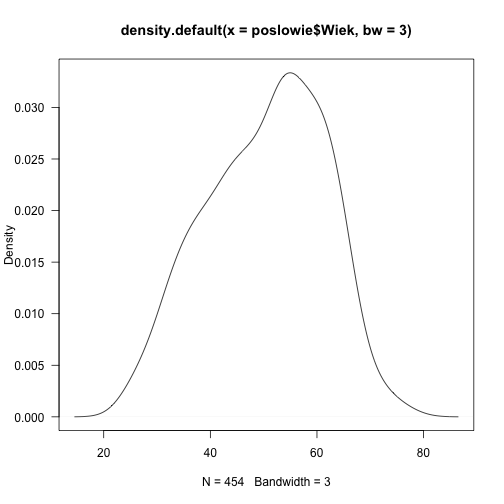 density.default(x = poslowie$Wiek, bw = 3)
Density
0.030
0.025
0.020
0.015
0.010
0.005
0.000
20 40 60 80
N = 454 Bandwidth = 3